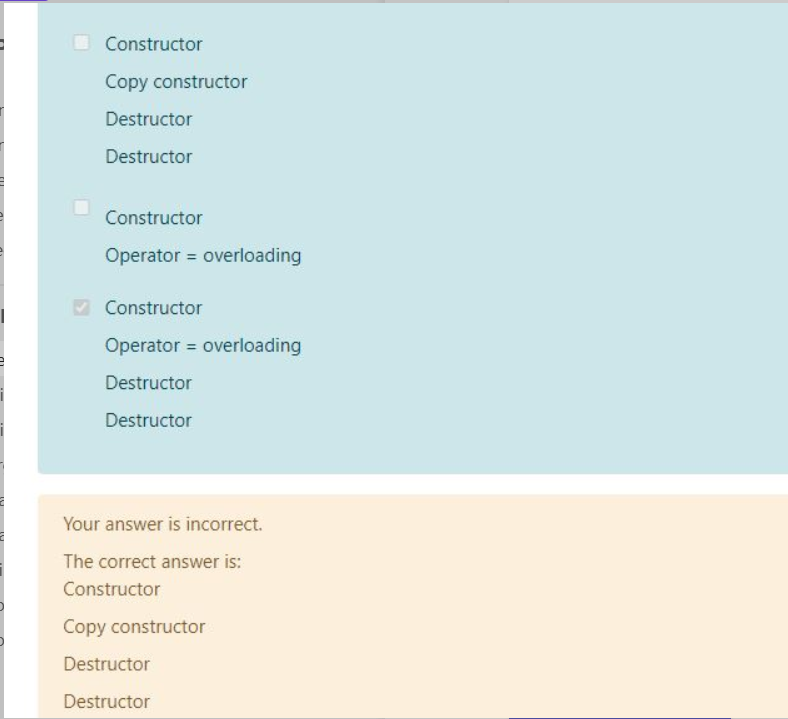 Constructor
Copy constructor
Destructor
Destructor
Constructor
Operator = overloading
Constructor
Operator = overloading
Destructor
Destructor
Your answer is incorrect.
The correct answer is:
Constructor
Copy constructor
Destructor
Destructor